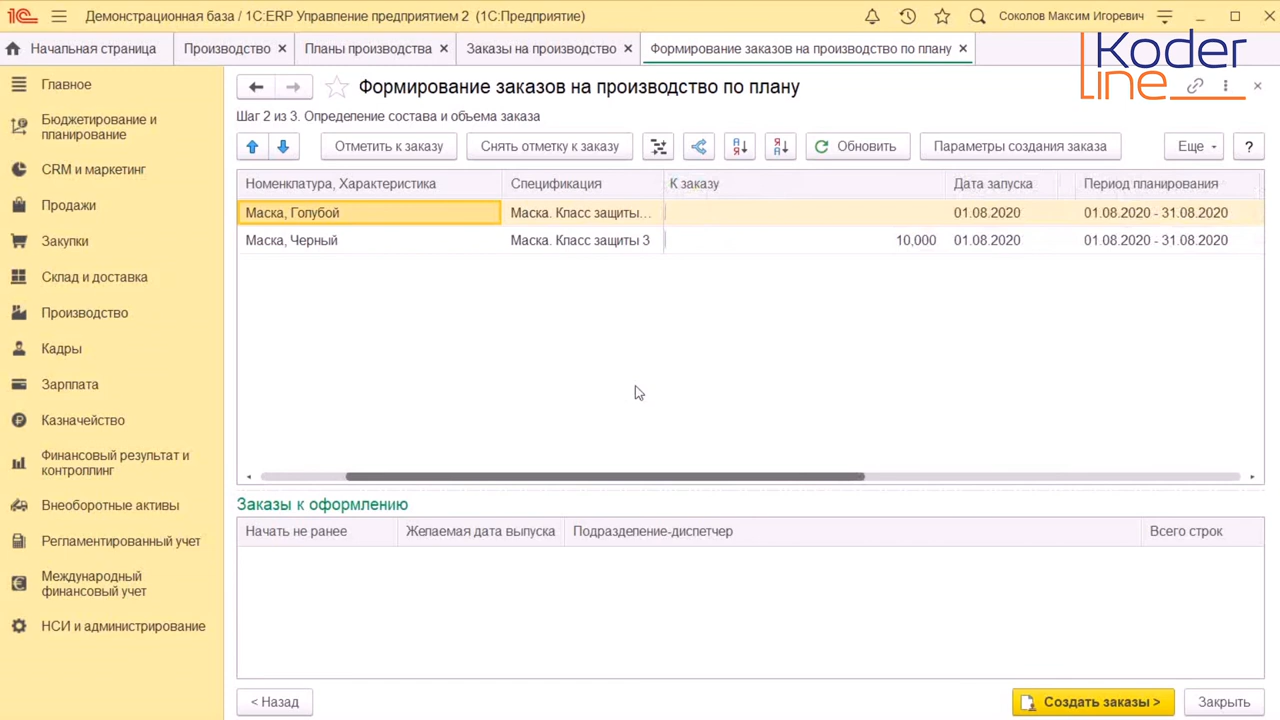 1С Демонстрационная база / 1С:ERP Управление предприятием 2 (1С:Предприятие) Соколов Максим Игоревич
Начальная страница Производство × Планы производства × Заказы на производство × Формирование заказов на производство по плану ×
Koder
line
Главное
Бюджетирование и
планирование
CRM и маркетинг
Продажи
Закупки
Склад и доставка
Производство
Кадры
Зарплата
Казначейство
Финансовый результат и
контроллинг
Внеоборотные активы
Регламентированный учет
Международный
финансовый учет
НСИ и администрирование
Формирование заказов на производство по плану
Шаг 2 из 3. Определение состава и объема заказа
Отметить к заказу Снять отметку к заказу Обновить Параметры создания заказа Еще ?
Номенклатура, Характеристика Спецификация К заказу Дата запуска Период планирования
Маска, Голубой Маска. Класс защиты... 01.08.2020 01.08.2020 - 31.08.2020
Маска, Черный Маска. Класс защиты 3 10,000 01.08.2020 01.08.2020 - 31.08.2020
Заказы к оформлению
Начать не ранее Желаемая дата выпуска Подразделение-диспетчер Всего строк
< Назад Создать заказы > Закрыть